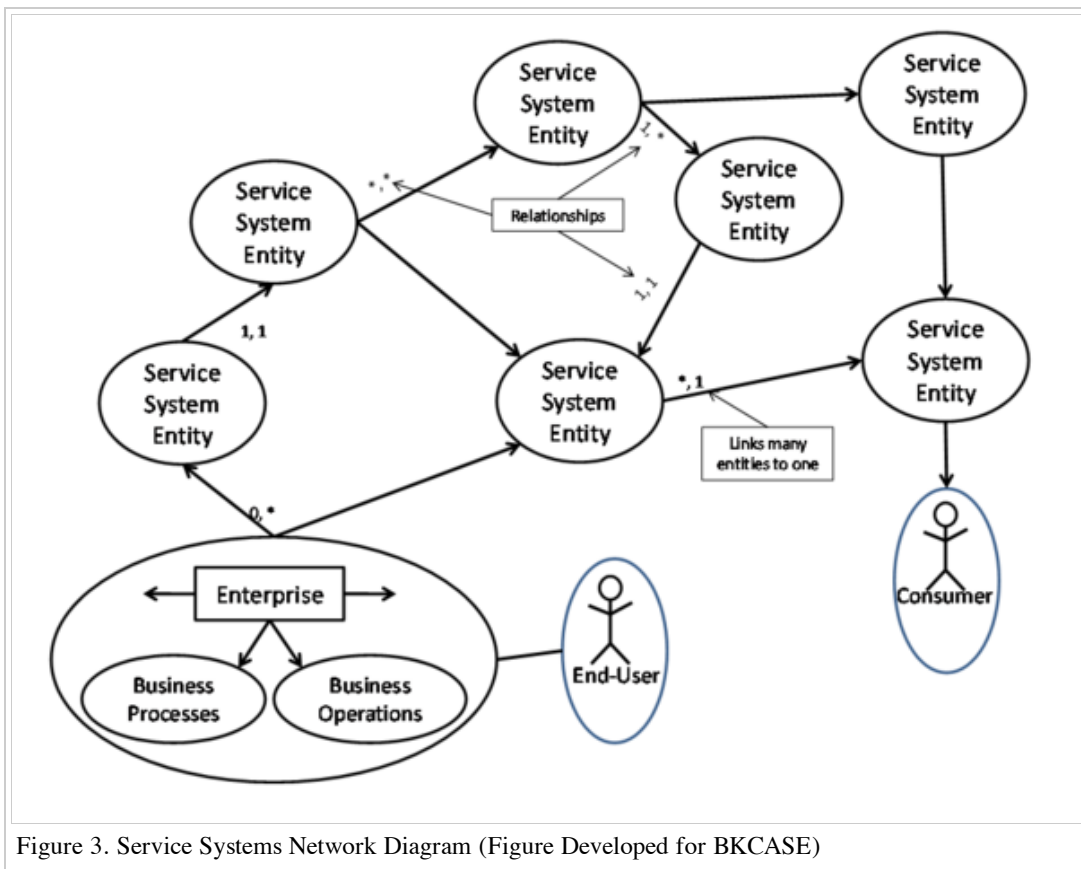 Service
System
Entity
Service
System
Entity
Service
System
Entity
1, *
Service
System
Entity
*,*
Relationships
Service
System
Entity
1, 1
1, 1
Service
System
Entity
Service
System
Entity
Service
System
Entity
*, 1
Links many
entities to one
0, *
Enterprise
Business
Processes
Business
Operations
End-User
Consumer
Figure 3. Service Systems Network Diagram (Figure Developed for BKCASE)